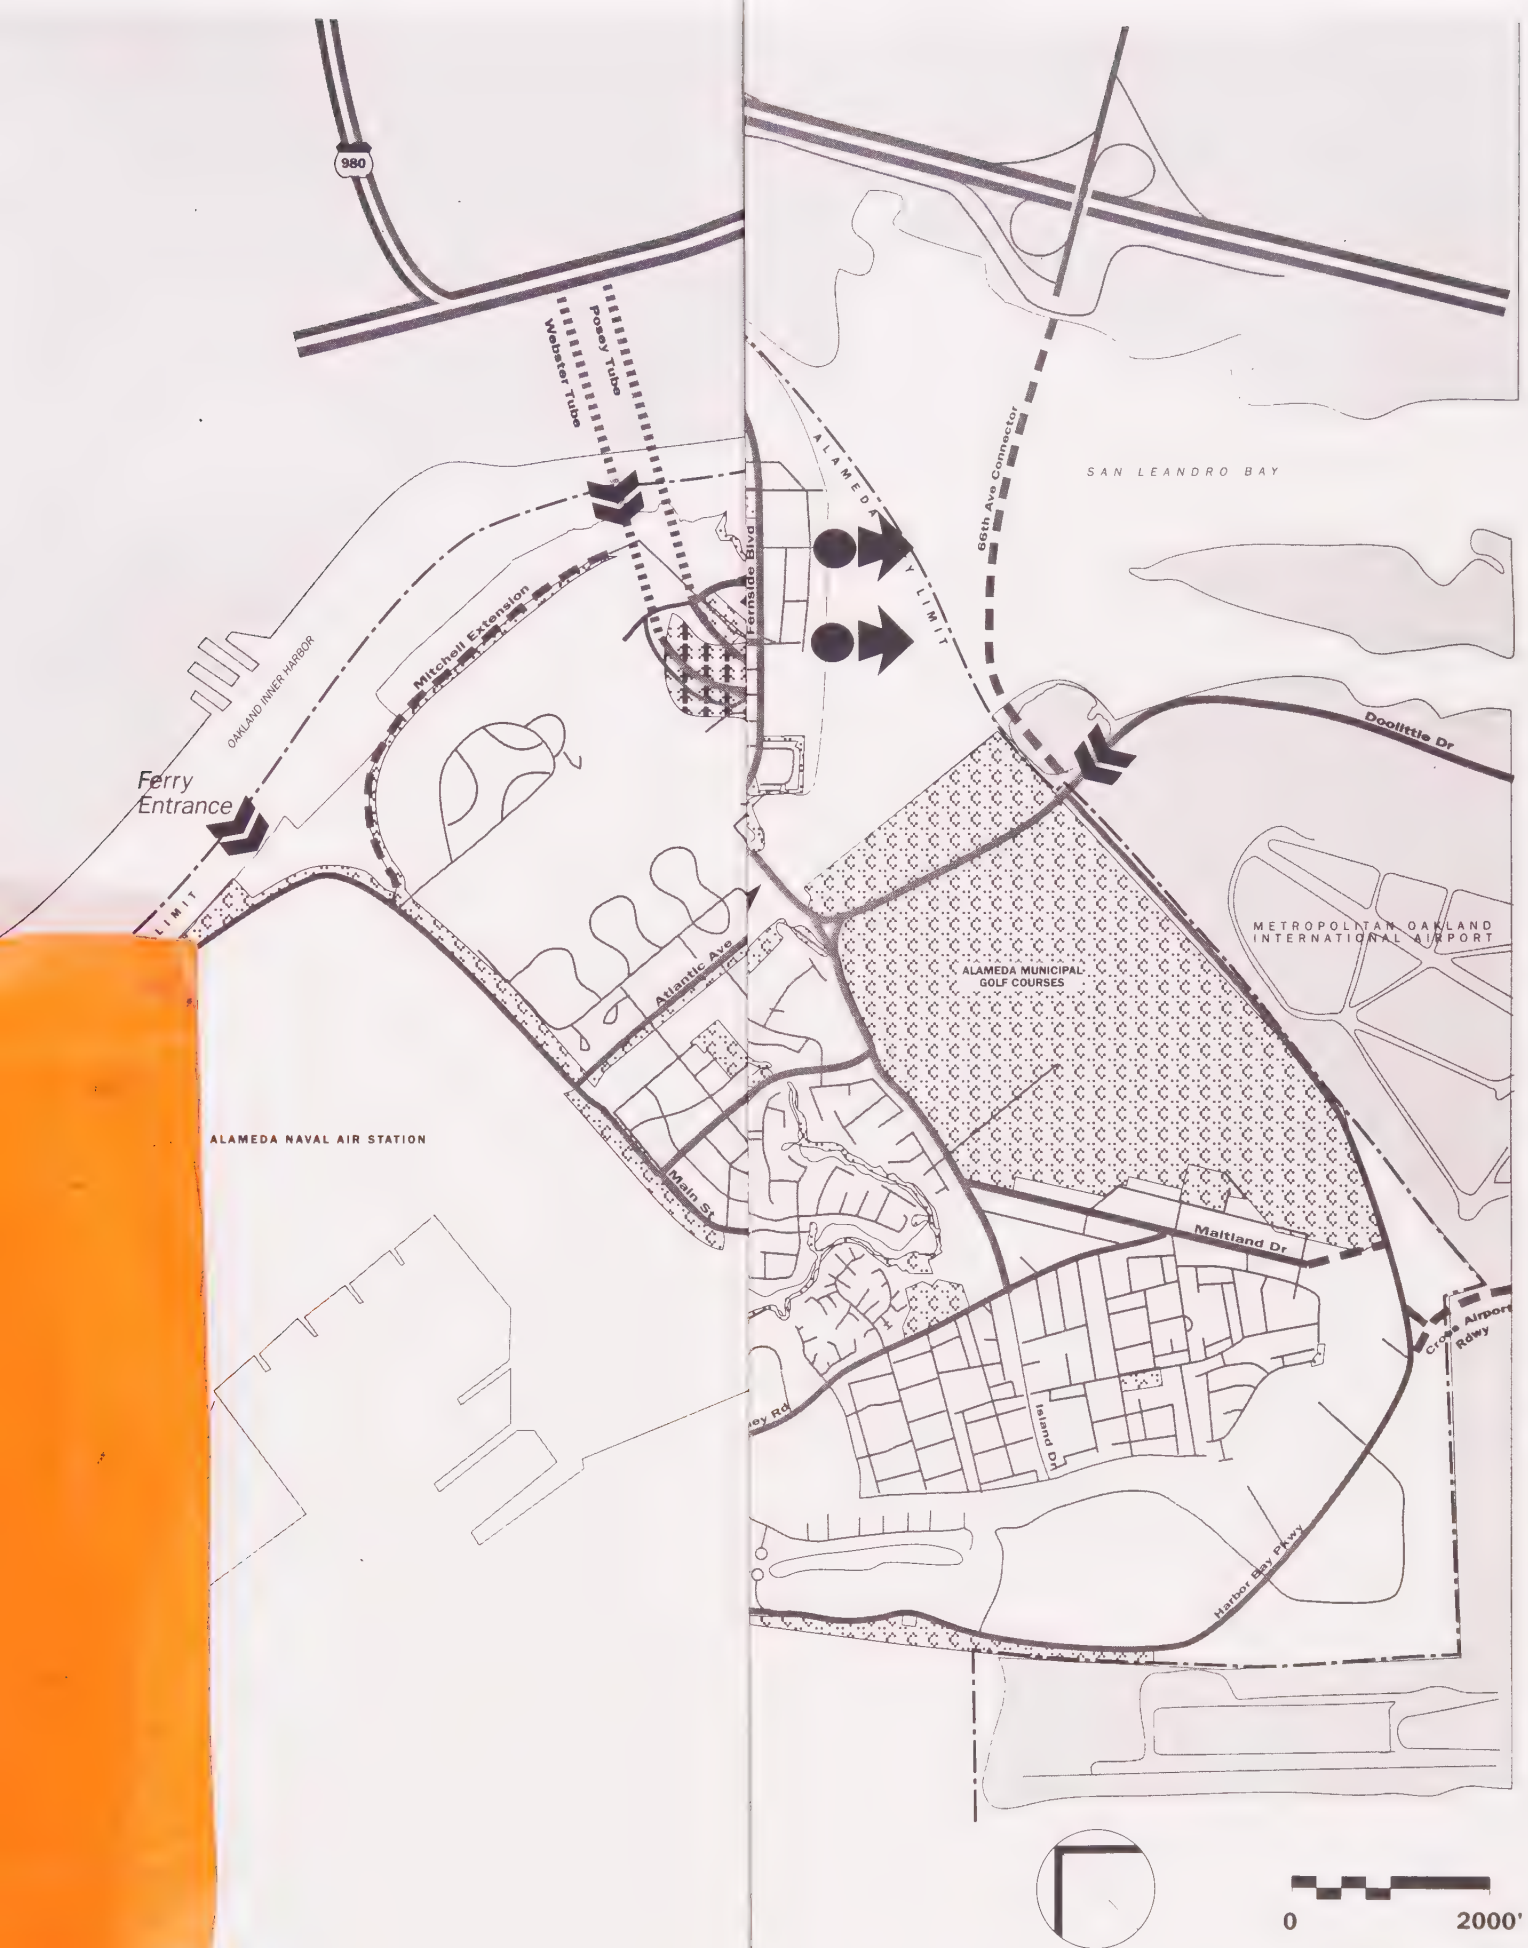 980
Posey Tube
Webster Tube
ALAMEDA
LIMIT
66th Ave Connector
SAN LEANDRO BAY
Fernside Blvd
Mitchell Extension
OAKLAND INNER HARBOR
Ferry
Entrance
Doolittle Dr
LIMIT
METROPOLITAN OAKLAND
INTERNATIONAL AIRPORT
Atlantic Ave
ALAMEDA MUNICIPAL
GOLF COURSES
ALAMEDA NAVAL AIR STATION
Main St
Maitland Dr
Cross Airport
Rdwy
Island Dr
Rd
Harbor Bay Pkwy
0 2000'